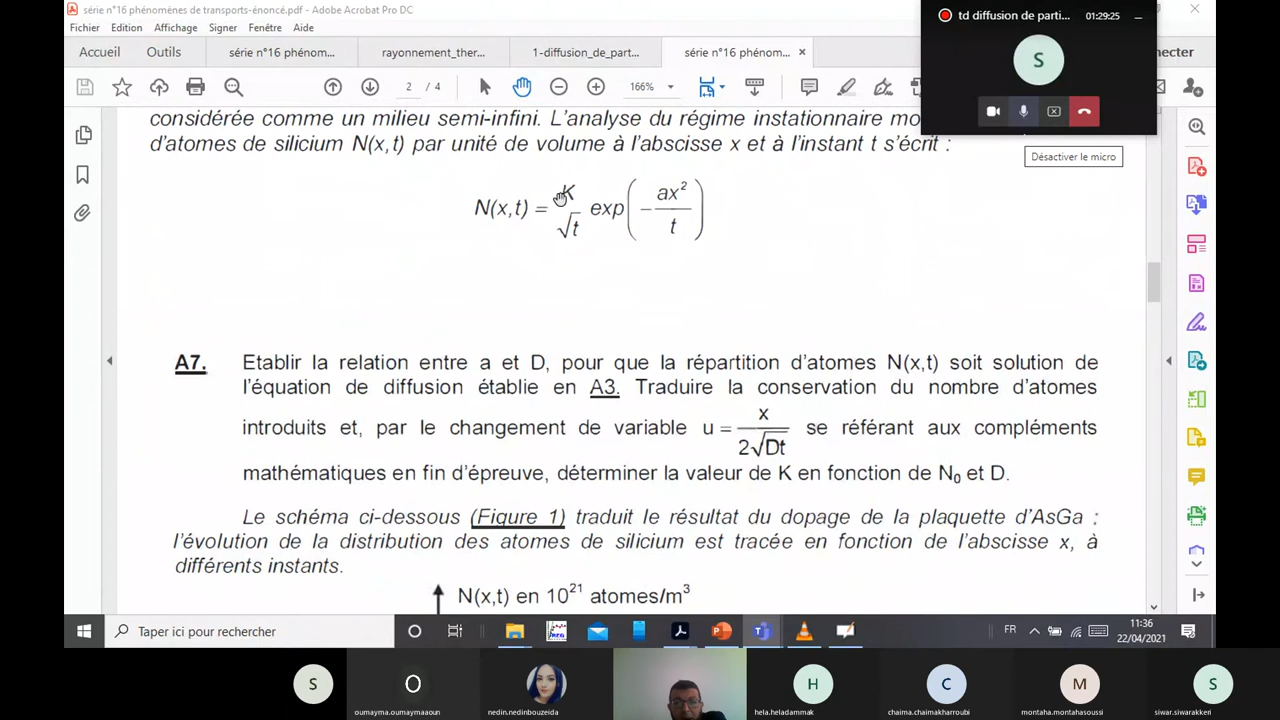 série n°16 phénomènes de transports-énoncé.pdf - Adobe Acrobat Pro DC
Fichier Edition Affichage Signer Fenêtre Aide
Accueil Outils série n°16 phénom... rayonnement_ther... 1-diffusion_de_part... série n°16 phénom... ×
2 / 4 166%
td diffusion de parti... 01:29:25
S
Désactiver le micro
considérée comme un milieu semi-infini. L'analyse du régime instationnaire mo
d'atomes de silicium N(x,t) par unité de volume à l'abscisse x et à l'instant t s'écrit :
N(x,t) = K/√t exp(- ax²/t)
A7. Etablir la relation entre a et D, pour que la répartition d'atomes N(x,t) soit solution de
l'équation de diffusion établie en A3. Traduire la conservation du nombre d'atomes
introduits et, par le changement de variable u = x/2√Dt se référant aux compléments
mathématiques en fin d'épreuve, déterminer la valeur de K en fonction de N₀ et D.
Le schéma ci-dessous (Figure 1) traduit le résultat du dopage de la plaquette d'AsGa ;
l'évolution de la distribution des atomes de silicium est tracée en fonction de l'abscisse x, à
différents instants.
N(x,t) en 10²¹ atomes/m³
Taper ici pour rechercher
FR
11:36
22/04/2021
S O H C M S
oumayma.oumaymaaoun nedin.nedinbouzeida hela.heladammak chaima.chaimakharroubi montaha.montahasoussi siwar.siwarakkeri